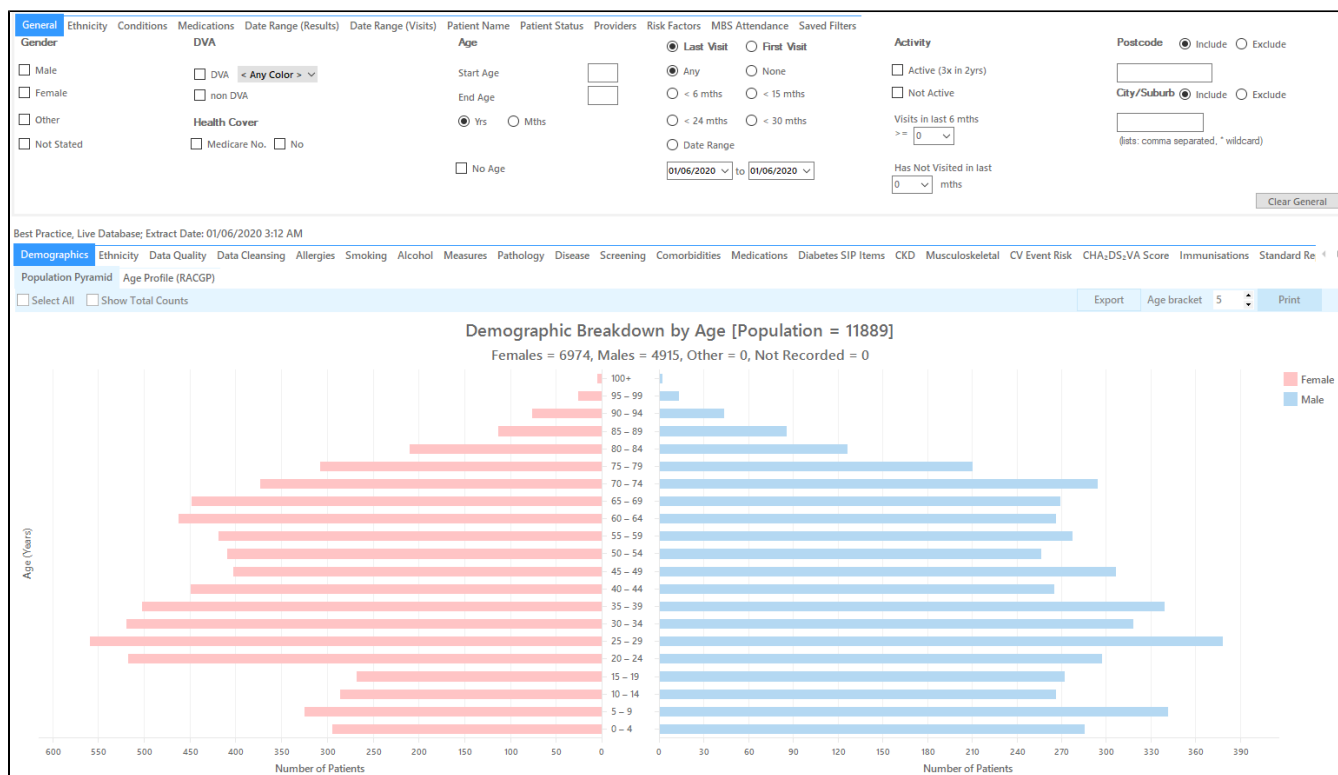 General Ethnicity Conditions Medications Date Range (Results) Date Range (Visits) Patient Name Patient Status Providers Risk Factors MBS Attendance Saved Filters
Gender DVA Age Last Visit First Visit Activity Postcode Include Exclude
Male DVA < Any Color > Start Age Any None Active (3x in 2yrs)
Female non DVA End Age < 6 mths < 15 mths Not Active City/Suburb Include Exclude
Other Health Cover Yrs Mths < 24 mths < 30 mths Visits in last 6 mths
>= 0
Not Stated Medicare No. No Date Range (lists: comma separated, * wildcard)
No Age 01/06/2020 to 01/06/2020 Has Not Visited in last
0 mths
Clear General
Best Practice, Live Database; Extract Date: 01/06/2020 3:12 AM
Demographics Ethnicity Data Quality Data Cleansing Allergies Smoking Alcohol Measures Pathology Disease Screening Comorbidities Medications Diabetes SIP Items CKD Musculoskeletal CV Event Risk CHA₂DS₂VA Score Immunisations Standard Re
Population Pyramid Age Profile (RACGP)
Select All Show Total Counts Export Age bracket 5 Print
Demographic Breakdown by Age [Population = 11889]
Females = 6974, Males = 4915, Other = 0, Not Recorded = 0
Female
Male
100+
95 – 99
90 – 94
85 – 89
80 – 84
75 – 79
70 – 74
65 – 69
60 – 64
55 – 59
50 – 54
45 – 49
40 – 44
35 – 39
30 – 34
25 – 29
20 – 24
15 – 19
10 – 14
5 – 9
0 – 4
Age (Years)
600 550 500 450 400 350 300 250 200 150 100 50 0 0 30 60 90 120 150 180 210 240 270 300 330 360 390
Number of Patients Number of Patients